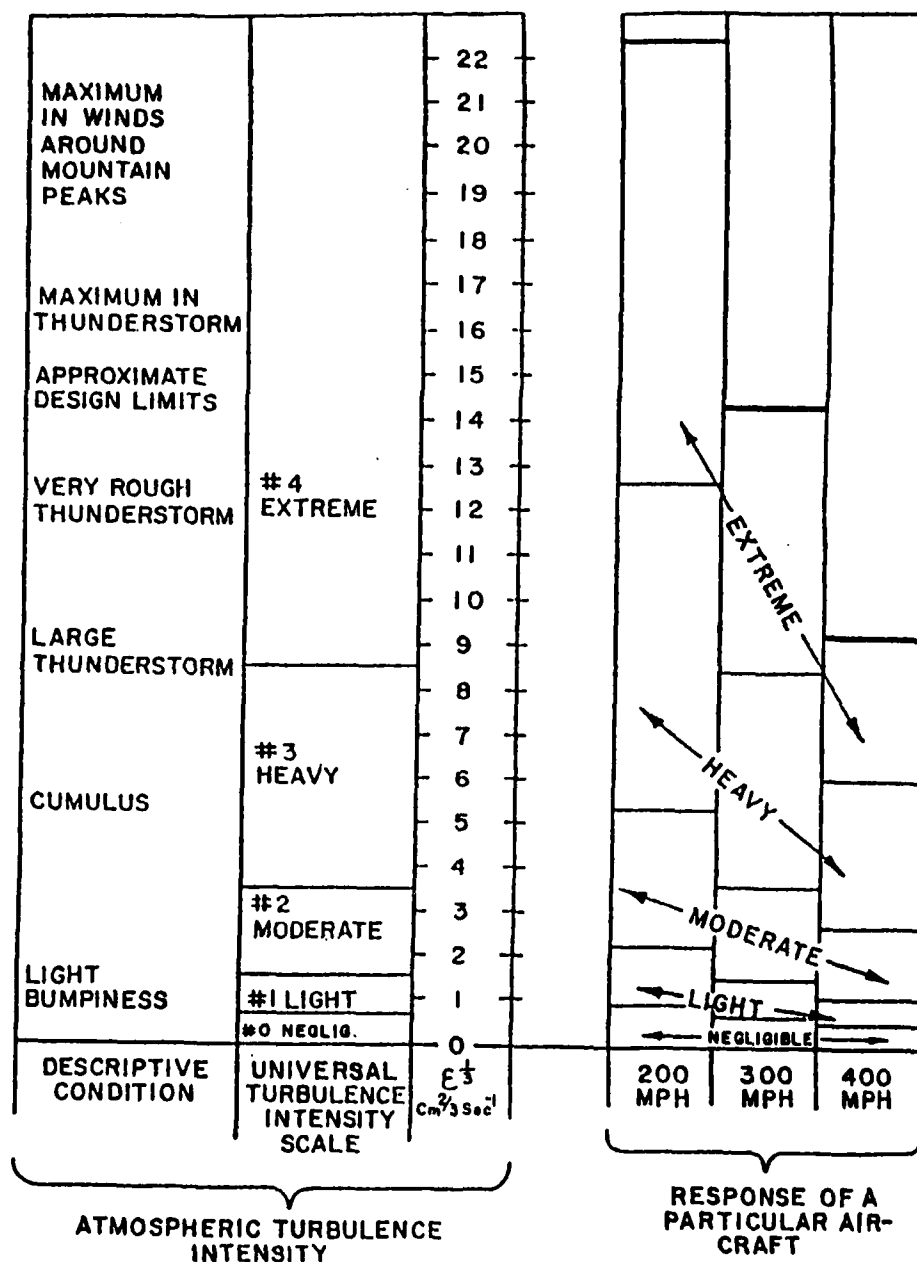 MAXIMUM
IN WINDS
AROUND
MOUNTAIN
PEAKS
MAXIMUM IN
THUNDERSTORM
APPROXIMATE
DESIGN LIMITS
VERY ROUGH
THUNDERSTORM
LARGE
THUNDERSTORM
CUMULUS
LIGHT
BUMPINESS
DESCRIPTIVE
CONDITION
#4
EXTREME
#3
HEAVY
#2
MODERATE
#1 LIGHT
#0 NEGLIG.
UNIVERSAL
TURBULENCE
INTENSITY
SCALE
22
21
20
19
18
17
16
15
14
13
12
11
10
9
8
7
6
5
4
3
2
1
0
ε^1/3
Cm^2/3 Sec^-1
ATMOSPHERIC TURBULENCE
INTENSITY
EXTREME
HEAVY
MODERATE
LIGHT
NEGLIGIBLE
200
MPH
300
MPH
400
MPH
RESPONSE OF A
PARTICULAR AIR-
CRAFT